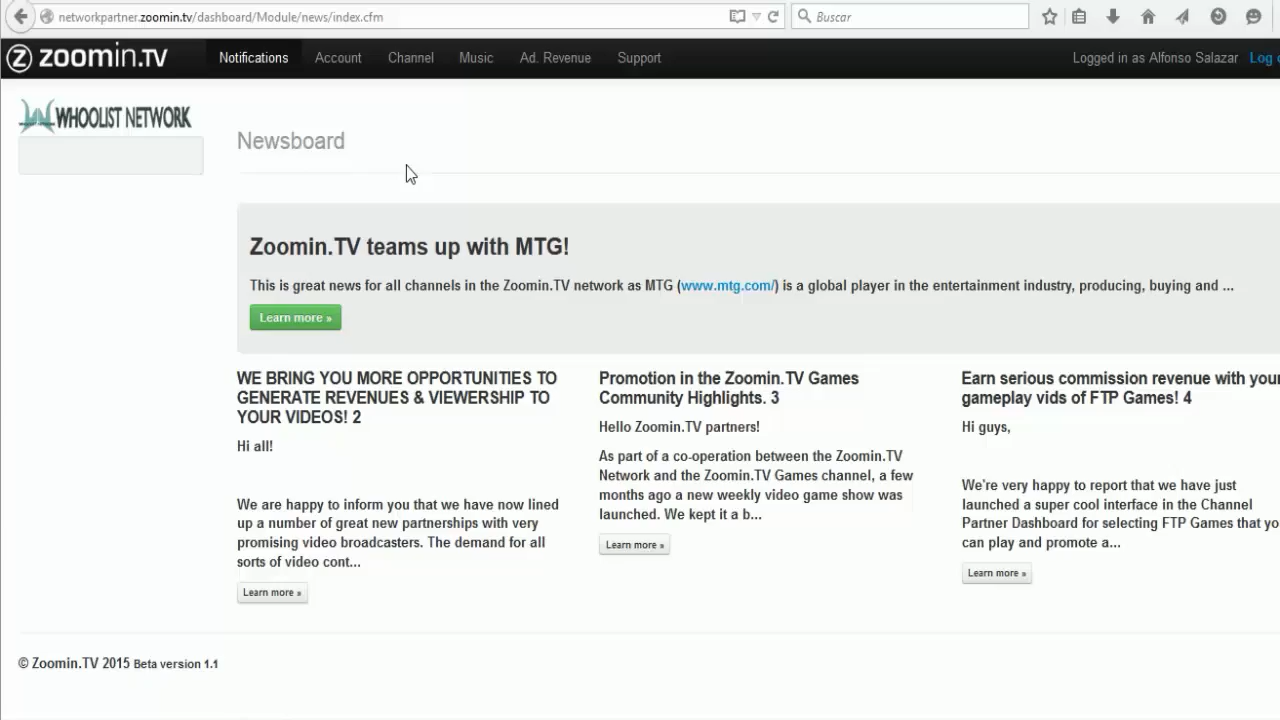 networkpartner.zoomin.tv/dashboard/Module/news/index.cfm
Buscar
zoomin.TV
Notifications
Account
Channel
Music
Ad. Revenue
Support
Logged in as Alfonso Salazar
Log
WHOOLIST NETWORK
Newsboard
Zoomin.TV teams up with MTG!
This is great news for all channels in the Zoomin.TV network as MTG (www.mtg.com/) is a global player in the entertainment industry, producing, buying and ...
Learn more »
WE BRING YOU MORE OPPORTUNITIES TO
GENERATE REVENUES & VIEWERSHIP TO
YOUR VIDEOS! 2
Hi all!
We are happy to inform you that we have now lined
up a number of great new partnerships with very
promising video broadcasters. The demand for all
sorts of video cont...
Learn more »
Promotion in the Zoomin.TV Games
Community Highlights. 3
Hello Zoomin.TV partners!
As part of a co-operation between the Zoomin.TV
Network and the Zoomin.TV Games channel, a few
months ago a new weekly video game show was
launched. We kept it a b...
Learn more »
Earn serious commission revenue with your
gameplay vids of FTP Games! 4
Hi guys,
We're very happy to report that we have just
launched a super cool interface in the Channel
Partner Dashboard for selecting FTP Games that yo
can play and promote a...
Learn more »
© Zoomin.TV 2015 Beta version 1.1